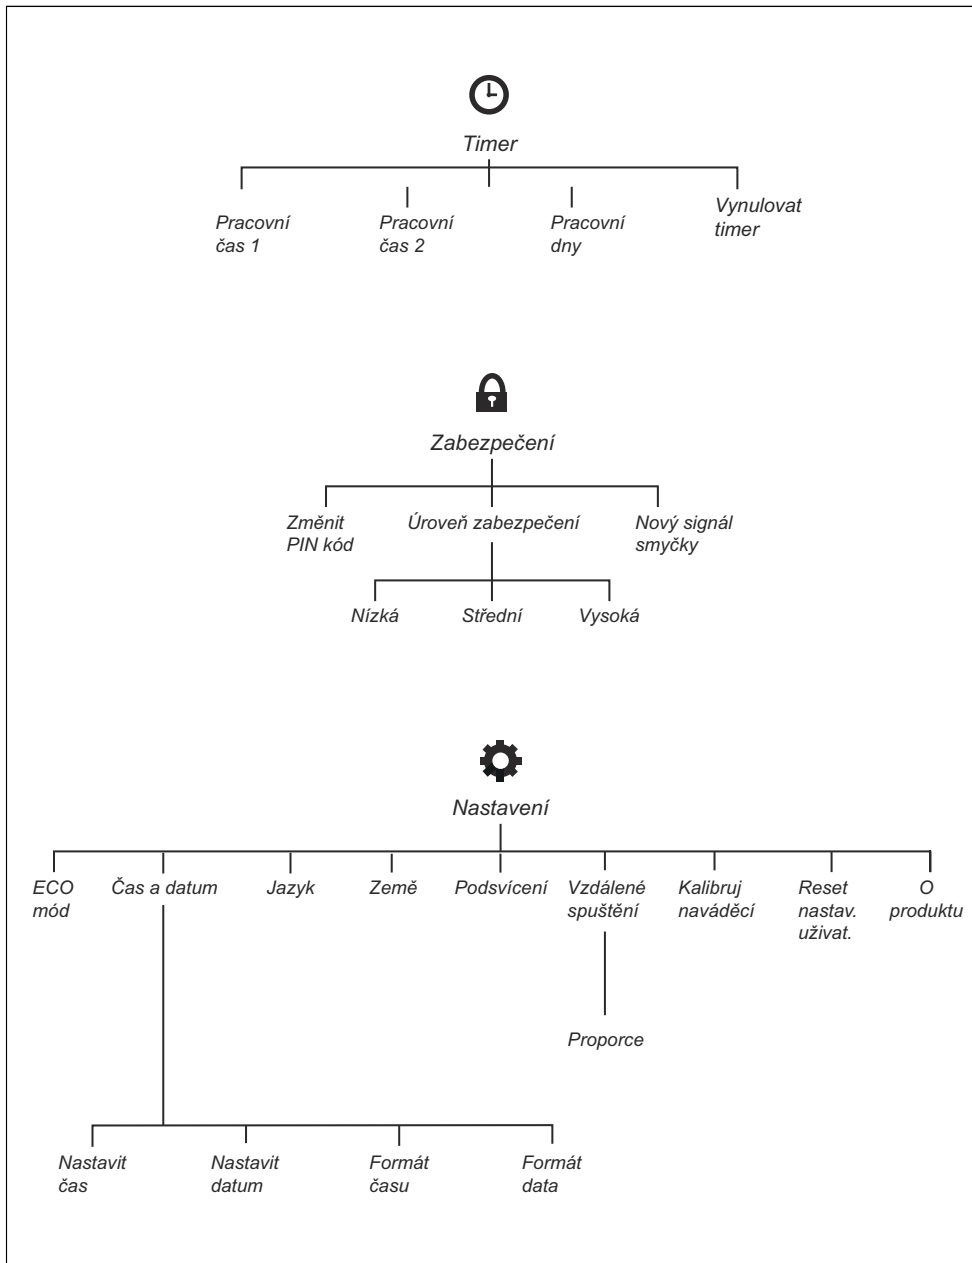 Timer
Pracovní
čas 1
Pracovní
čas 2
Pracovní
dny
Vynulovat
timer
Zabezpečení
Změnit
PIN kód
Úroveň zabezpečení
Nový signál
smyčky
Nízká
Střední
Vysoká
Nastavení
ECO
mód
Čas a datum
Jazyk
Země
Podsvícení
Vzdálené
spuštění
Kalibruj
naváděcí
Reset
nastav.
uživat.
O
produktu
Proporce
Nastavit
čas
Nastavit
datum
Formát
času
Formát
data